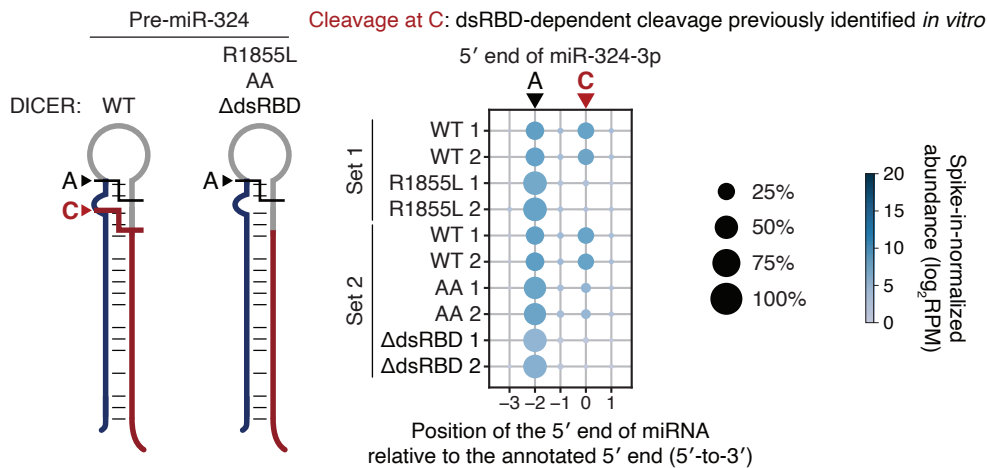 Pre-miR-324
Cleavage at C: dsRBD-dependent cleavage previously identified in vitro
R1855L
AA
DICER: WT ΔdsRBD
A
C
A
5′ end of miR-324-3p
A C
Set 1
WT 1
WT 2
R1855L 1
R1855L 2
Set 2
WT 1
WT 2
AA 1
AA 2
ΔdsRBD 1
ΔdsRBD 2
−3 −2 −1 0 1
Position of the 5′ end of miRNA
relative to the annotated 5′ end (5′-to-3′)
25%
50%
75%
100%
20
15
10
5
0
Spike-in-normalized
abundance (log₂RPM)